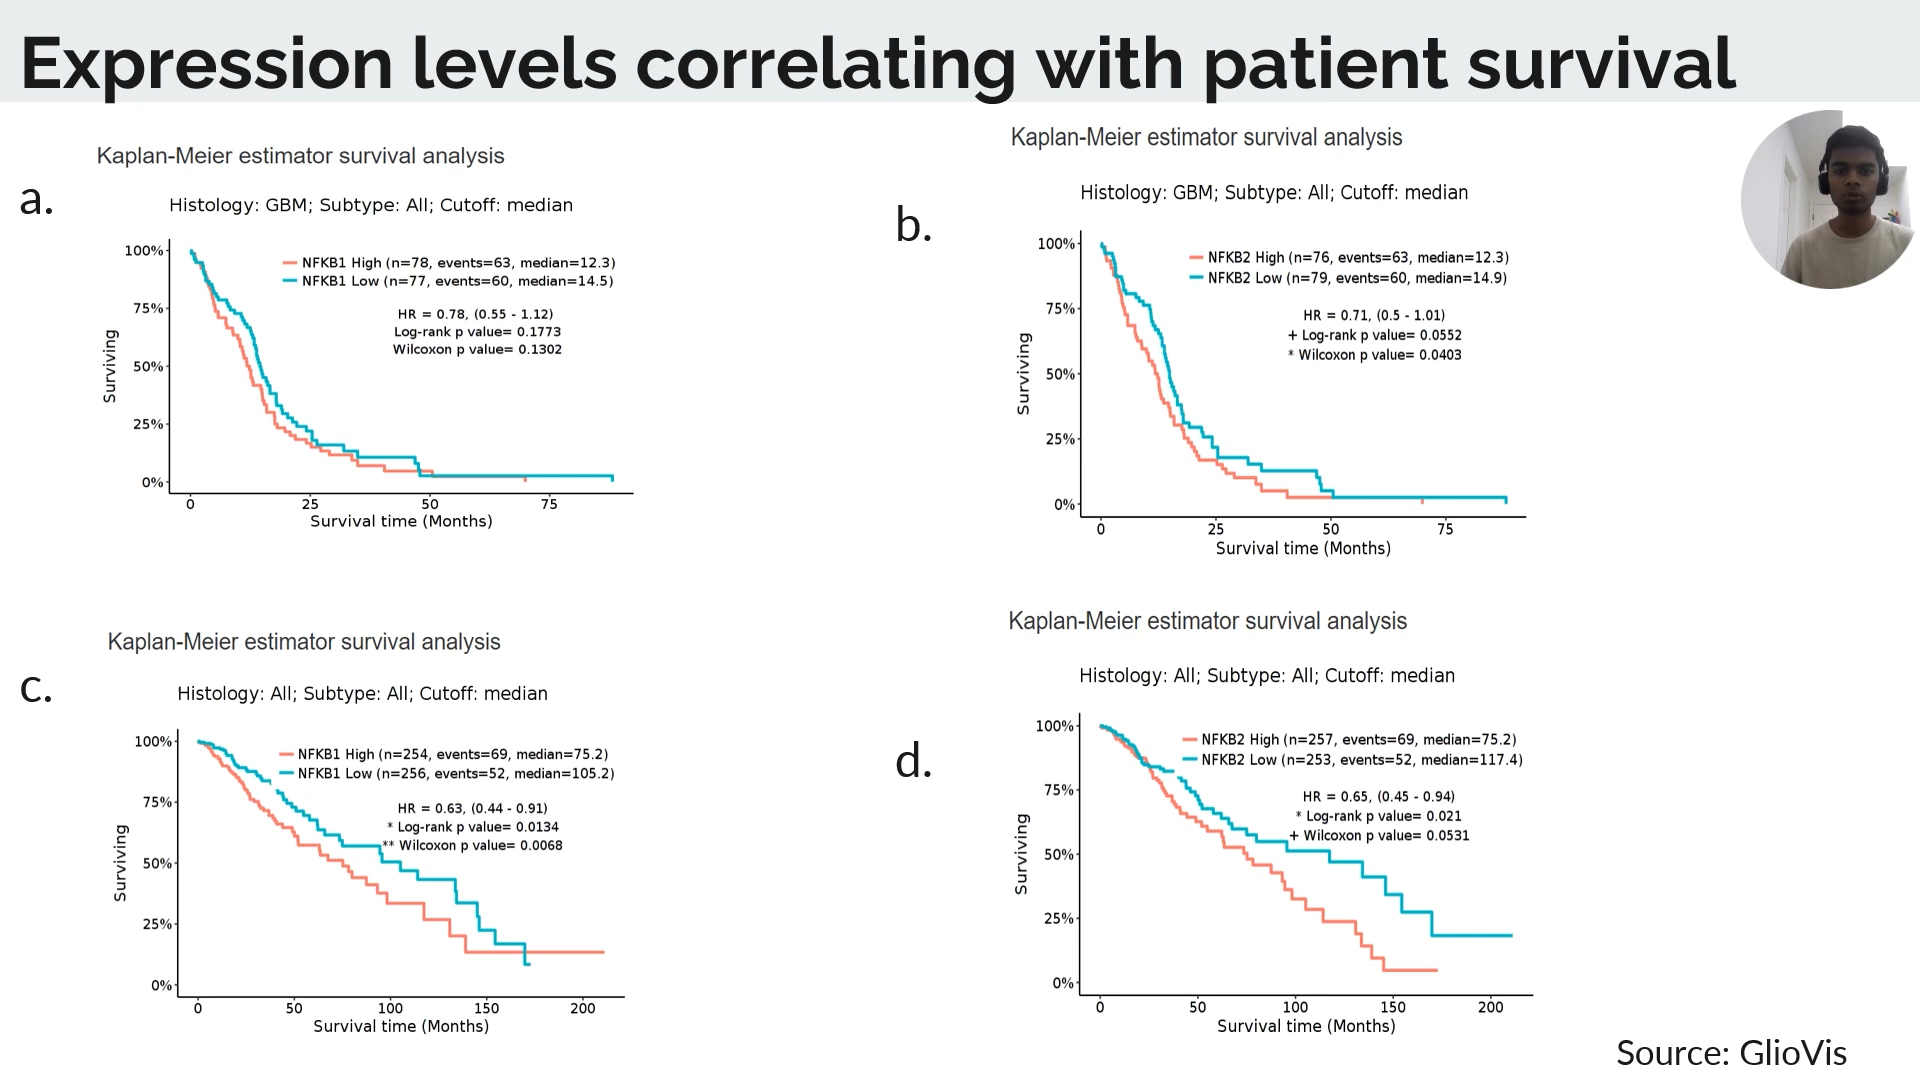 Expression levels correlating with patient survival
a.
Kaplan-Meier estimator survival analysis
Histology: GBM; Subtype: All; Cutoff: median
NFKB1 High (n=78, events=63, median=12.3)
NFKB1 Low (n=77, events=60, median=14.5)
HR = 0.78, (0.55 - 1.12)
Log-rank p value= 0.1773
Wilcoxon p value= 0.1302
Surviving
100%
75%
50%
25%
0%
0 25 50 75
Survival time (Months)
b.
Kaplan-Meier estimator survival analysis
Histology: GBM; Subtype: All; Cutoff: median
NFKB2 High (n=76, events=63, median=12.3)
NFKB2 Low (n=79, events=60, median=14.9)
HR = 0.71, (0.5 - 1.01)
+ Log-rank p value= 0.0552
* Wilcoxon p value= 0.0403
Surviving
100%
75%
50%
25%
0%
0 25 50 75
Survival time (Months)
c.
Kaplan-Meier estimator survival analysis
Histology: All; Subtype: All; Cutoff: median
NFKB1 High (n=254, events=69, median=75.2)
NFKB1 Low (n=256, events=52, median=105.2)
HR = 0.63, (0.44 - 0.91)
* Log-rank p value= 0.0134
** Wilcoxon p value= 0.0068
Surviving
100%
75%
50%
25%
0%
0 50 100 150 200
Survival time (Months)
d.
Kaplan-Meier estimator survival analysis
Histology: All; Subtype: All; Cutoff: median
NFKB2 High (n=257, events=69, median=75.2)
NFKB2 Low (n=253, events=52, median=117.4)
HR = 0.65, (0.45 - 0.94)
* Log-rank p value= 0.021
+ Wilcoxon p value= 0.0531
Surviving
100%
75%
50%
25%
0%
0 50 100 150 200
Survival time (Months)
Source: GlioVis